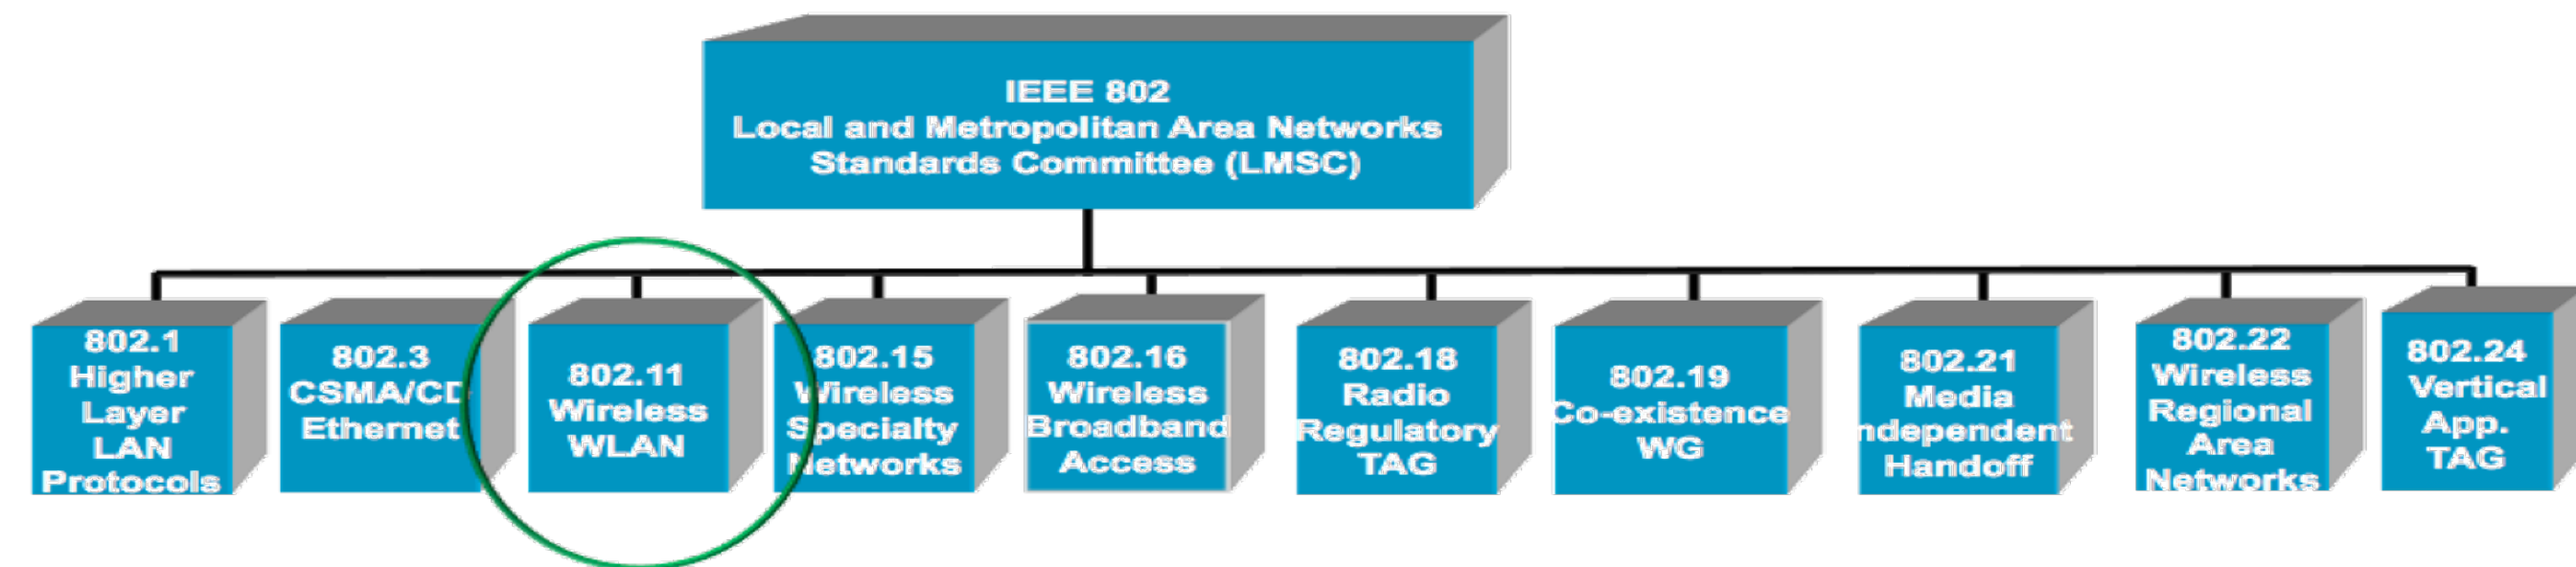 IEEE 802
Local and Metropolitan Area Networks
Standards Committee (LMSC)
802.1
Higher
Layer
LAN
Protocols
802.3
CSMA/CD
Ethernet
802.11
Wireless
WLAN
802.15
Wireless
Specialty
Networks
802.16
Wireless
Broadband
Access
802.18
Radio
Regulatory
TAG
802.19
Co-existence
WG
802.21
Media
ndependent
Handoff
802.22
Wireless
Regional
Area
Networks
802.24
Vertical
App.
TAG